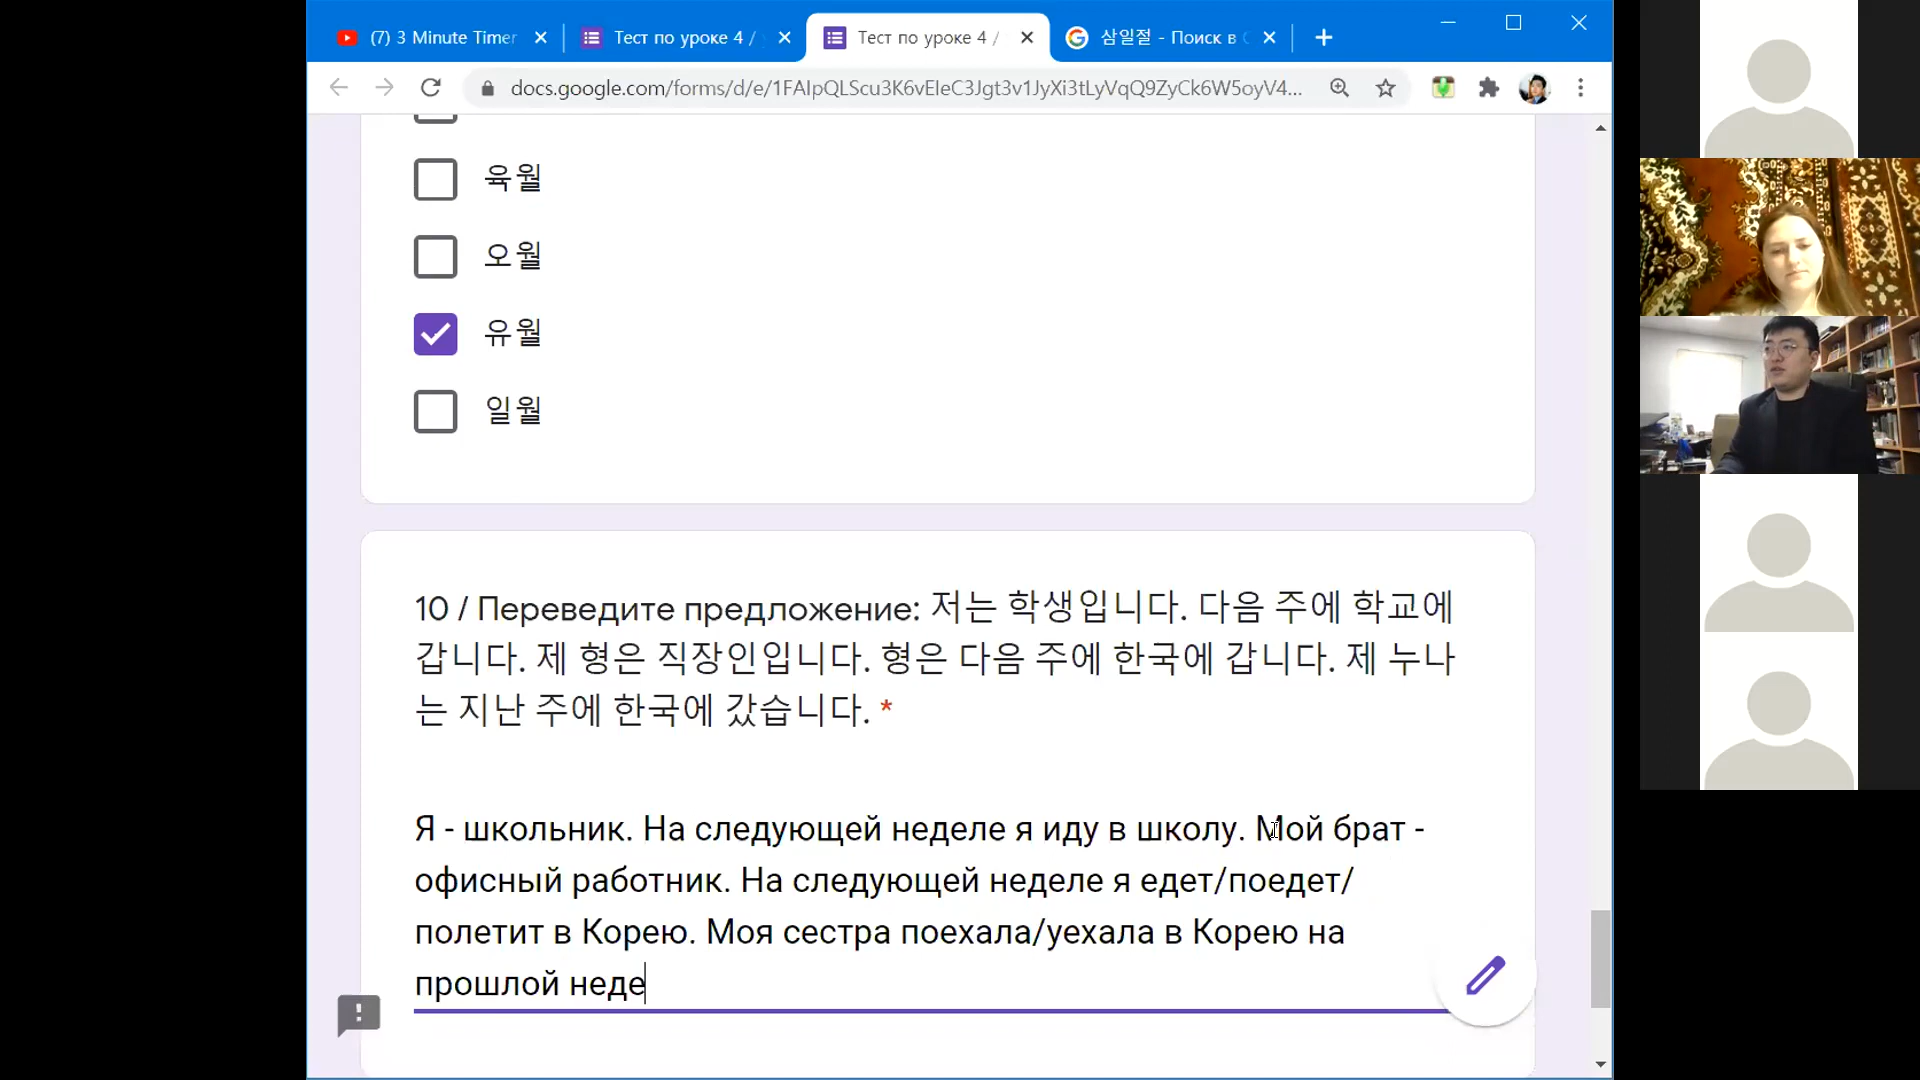 (7) 3 Minute Timer
Тест по уроке 4 /
Тест по уроке 4 /
삼일절 - Поиск в
docs.google.com/forms/d/e/1FAIpQLScu3K6vEIeC3Jgt3v1JyXi3tLyVqQ9ZyCk6W5oyV4...
육월
오월
유월
일월
10 / Переведите предложение: 저는 학생입니다. 다음 주에 학교에
갑니다. 제 형은 직장인입니다. 형은 다음 주에 한국에 갑니다. 제 누나
는 지난 주에 한국에 갔습니다. *
Я - школьник. На следующей неделе я иду в школу. Мой брат -
офисный работник. На следующей неделе я едет/поедет/
полетит в Корею. Моя сестра поехала/уехала в Корею на
прошлой неде